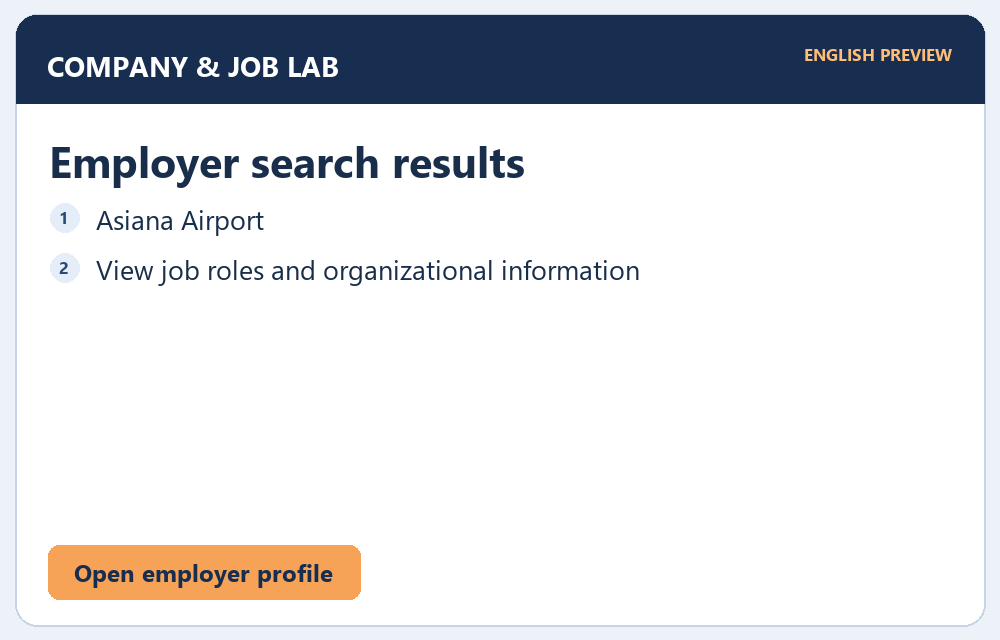 COMPANY & JOB LAB
ENGLISH PREVIEW
Employer search results
1 Asiana Airport
2 View job roles and organizational information
Open employer profile